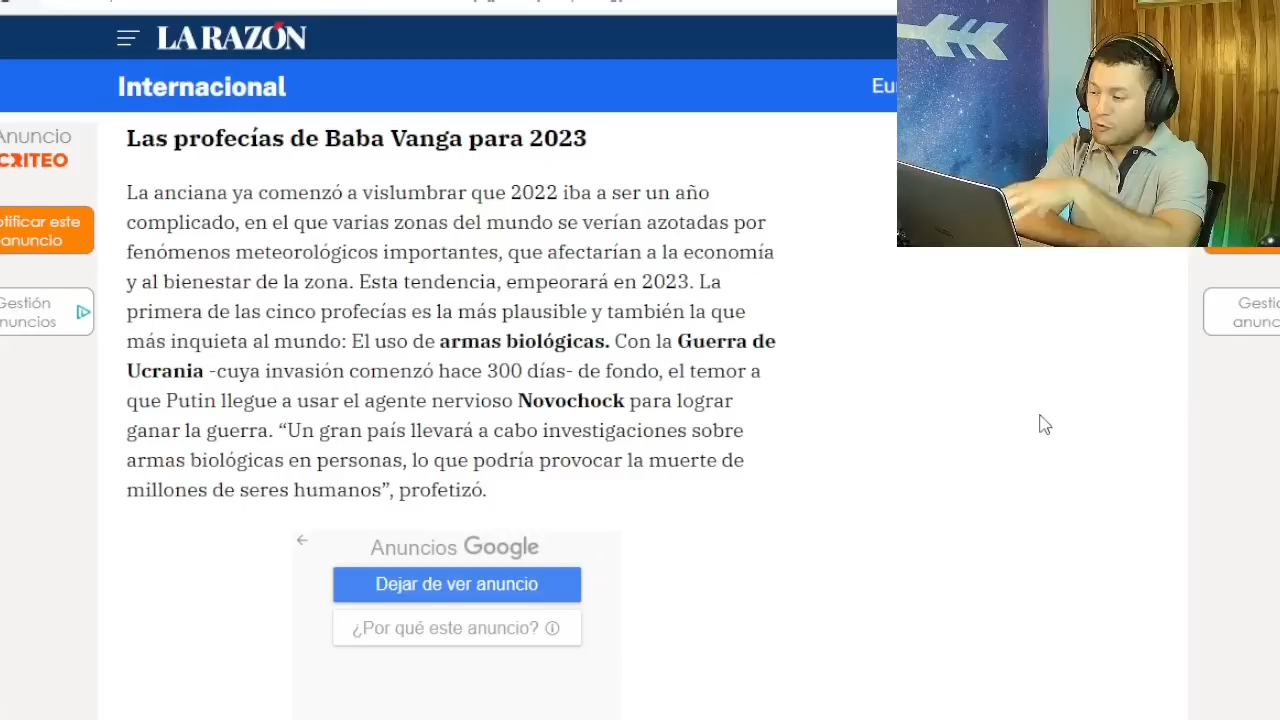 LA RAZÓN
Internacional
Eu
Anuncio
CRITEO
otificar este
anuncio
Gestión
nuncios
Las profecías de Baba Vanga para 2023
La anciana ya comenzó a vislumbrar que 2022 iba a ser un año
complicado, en el que varias zonas del mundo se verían azotadas por
fenómenos meteorológicos importantes, que afectarían a la economía
y al bienestar de la zona. Esta tendencia, empeorará en 2023. La
primera de las cinco profecías es la más plausible y también la que
más inquieta al mundo: El uso de armas biológicas. Con la Guerra de
Ucrania -cuya invasión comenzó hace 300 días- de fondo, el temor a
que Putin llegue a usar el agente nervioso Novochock para lograr
ganar la guerra. “Un gran país llevará a cabo investigaciones sobre
armas biológicas en personas, lo que podría provocar la muerte de
millones de seres humanos”, profetizó.
Anuncios Google
Dejar de ver anuncio
¿Por qué este anuncio?
Gestió
anunc